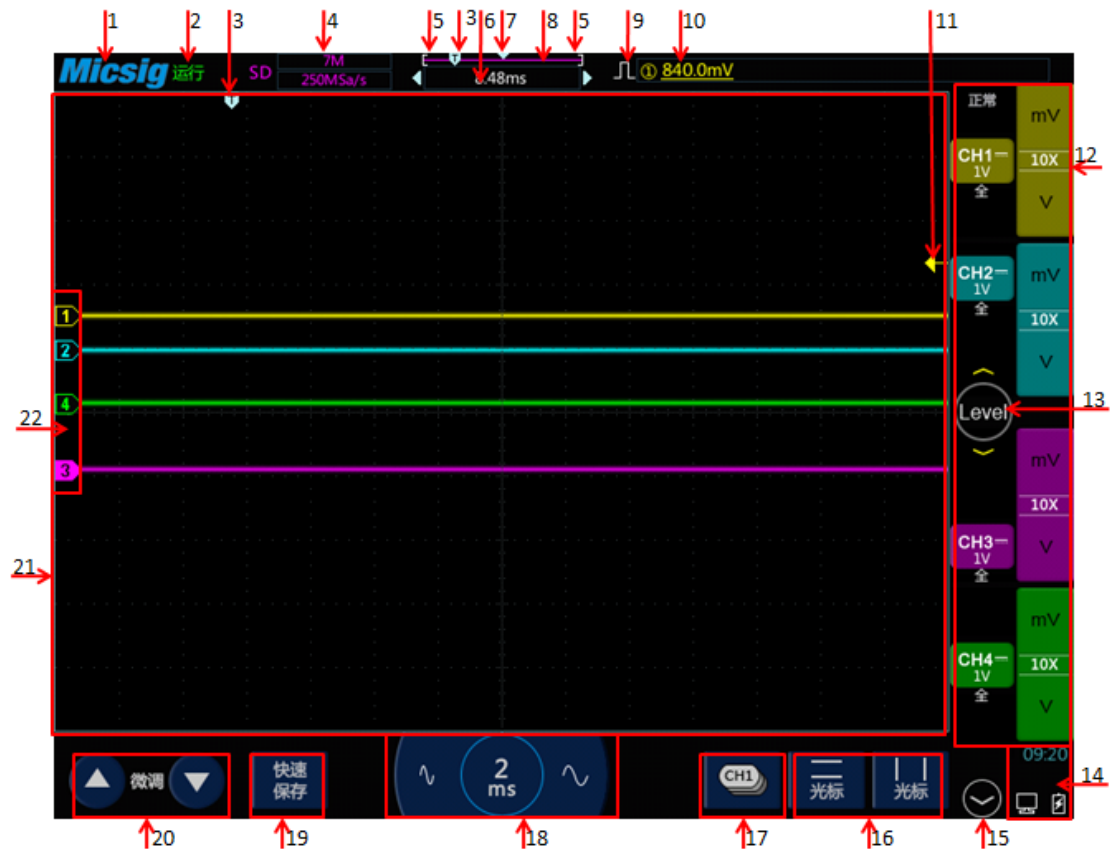 1 2 3 4 5 3 6 7 8 5 9 10 11
Micsig 运行 SD 7M 250MSa/s T 8.48ms ① 840.0mV
T
正常
mV
CH1 10X 12
1V
全 V
CH2 mV
1V
全 10X
1
2 V
Level 13
4
22
3 mV
10X
CH3 V
1V
全
21
mV
CH4 10X
1V
全 V
09:20
微调 快速 2 CH1 光标 光标 14
保存 ms
20 19 18 17 16 15